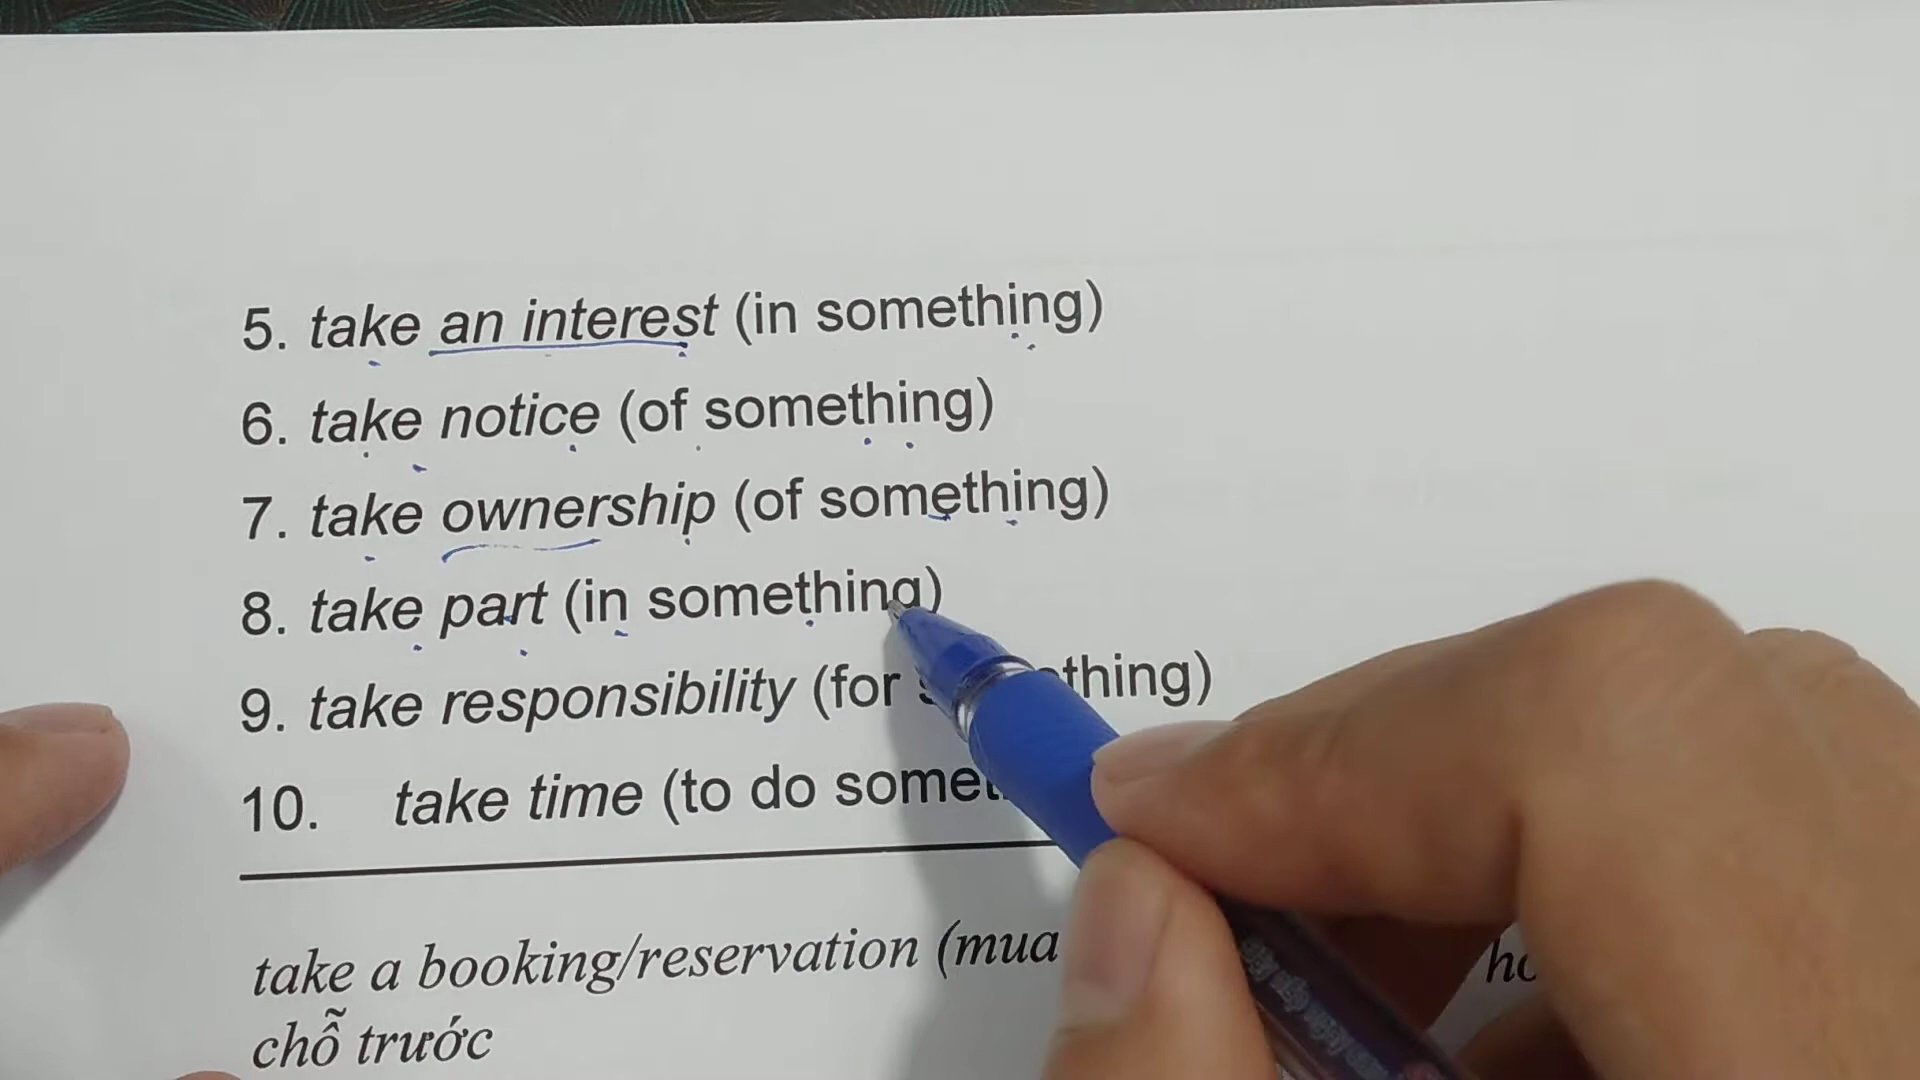 5. take an interest (in something)
6. take notice (of something)
7. take ownership (of something)
8. take part (in something)
9. take responsibility (for
10. take time (to do
take a booking/reservation (mua
chỗ trước